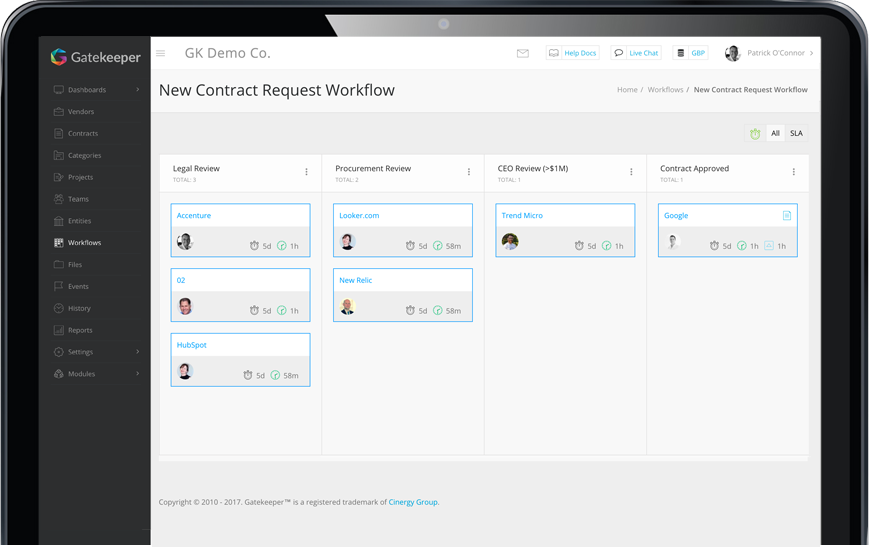 Gatekeeper
GK Demo Co.
Help Docs
Live Chat
GBP
Patrick O'Connor
Dashboards
Vendors
Contracts
Categories
Projects
Teams
Entities
Workflows
Files
Events
History
Reports
Settings
Modules
New Contract Request Workflow
Home / Workflows / New Contract Request Workflow
All
SLA
Legal Review
TOTAL: 3
Accenture
5d 1h
02
5d 1h
HubSpot
5d 58m
Procurement Review
TOTAL: 2
Looker.com
5d 58m
New Relic
5d 58m
CEO Review (>$1M)
TOTAL: 1
Trend Micro
5d 1h
Contract Approved
TOTAL: 1
Google
5d 1h 1h
Copyright © 2010 - 2017. Gatekeeper™ is a registered trademark of Cinergy Group.